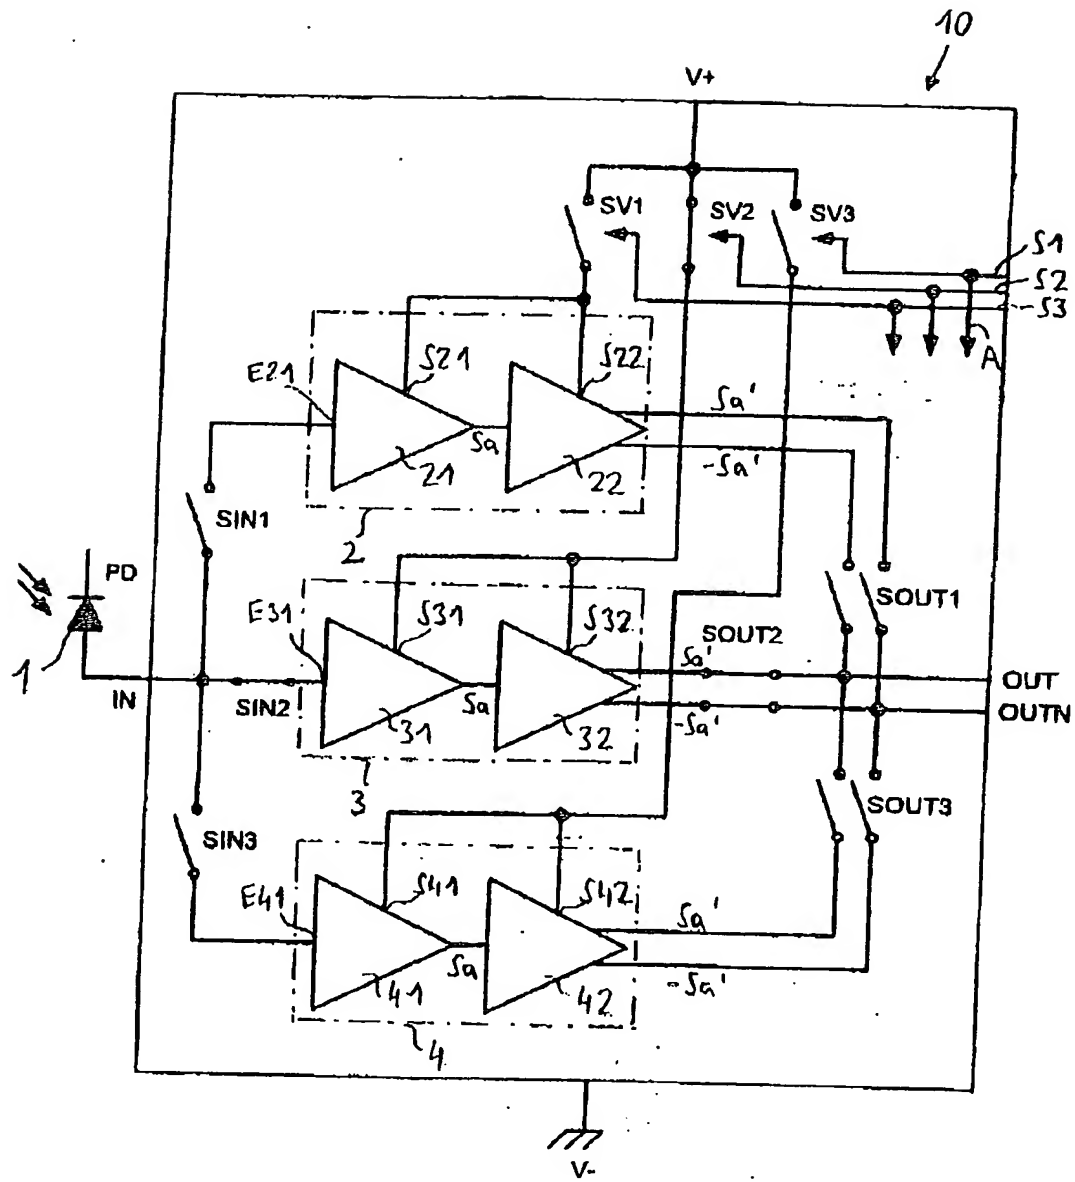 10
V+
SV1
SV2
SV3
S1
S2
S3
A
E21
S21
S22
Sa
21
22
Sa'
-Sa'
2
SIN1
PD
1
IN
SIN2
E31
S31
S32
Sa
31
32
SOUT2
Sa'
-Sa'
SOUT1
OUT
OUTN
3
SIN3
SOUT3
E41
S41
S42
Sa
41
42
Sa'
-Sa'
4
V-